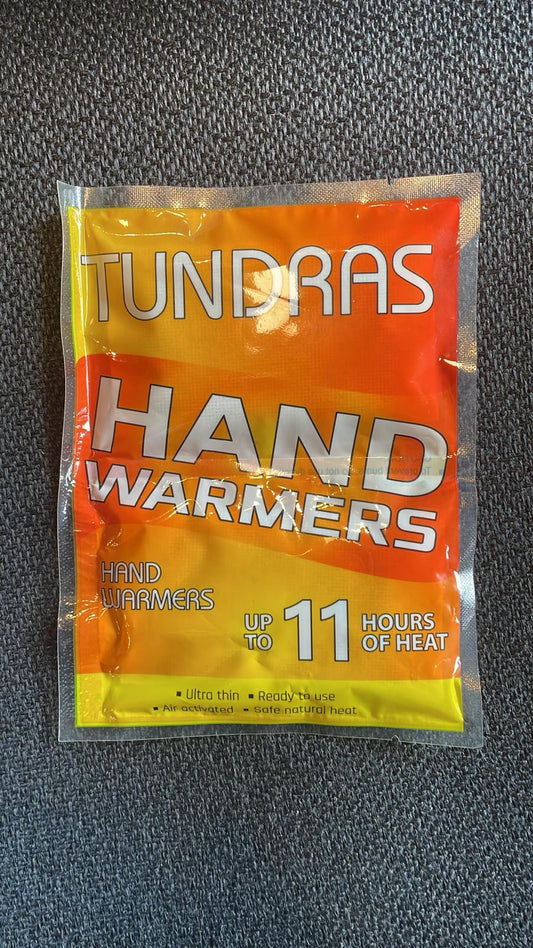 TUNDRAS
HAND
WARMERS
HAND
WARMERS
UP
TO
11
HOURS
OF HEAT
▪ Ultra thin ▪ Ready to use
▪ Air activated ▪ Safe natural heat